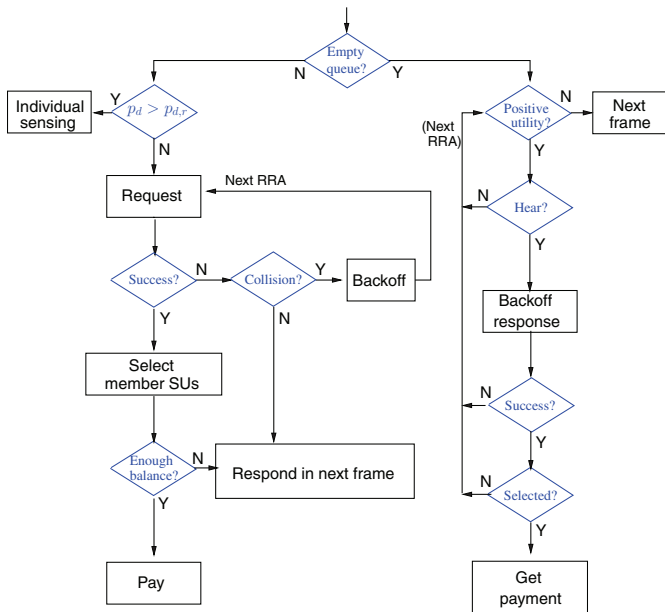 Empty
queue?
N
Y
Y
p_d > p_{d,r}
Individual
sensing
N
Positive
utility?
N
Next
frame
(Next
RRA)
Y
Request
Next RRA
N
Hear?
Y
Success?
N
Collision?
Y
Backoff
Y
N
Backoff
response
Select
member SUs
N
Success?
Y
Enough
balance?
N
Respond in next frame
Y
N
Selected?
Y
Pay
Get
payment